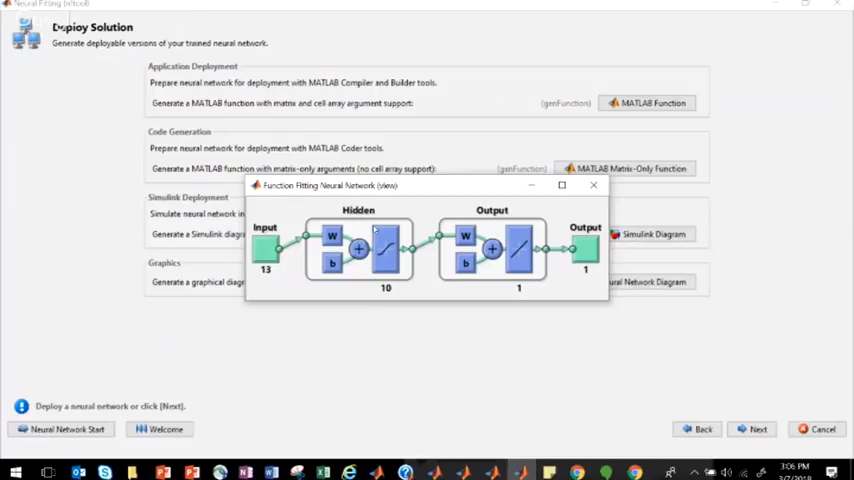 Neural Fitting (nftool)
Deploy Solution
Generate deployable versions of your trained neural network.
Application Deployment
Prepare neural network for deployment with MATLAB Compiler and Builder tools.
Generate a MATLAB function with matrix and cell array argument support:
(genFunction)
MATLAB Function
Code Generation
Prepare neural network for deployment with MATLAB Coder tools.
Generate a MATLAB function with matrix-only arguments (no cell array support):
(genFunction)
MATLAB Matrix-Only Function
Simulink Deployment
Simulate neural network in
Generate a Simulink diagra
Simulink Diagram
Graphics
Generate a graphical diagra
ural Network Diagram
Function Fitting Neural Network (view)
Hidden
Output
Input
Output
W
W
+
+
b
b
13
10
1
1
Deploy a neural network or click [Next].
Neural Network Start
Welcome
Back
Next
Cancel
3:06 PM
3/7/2018